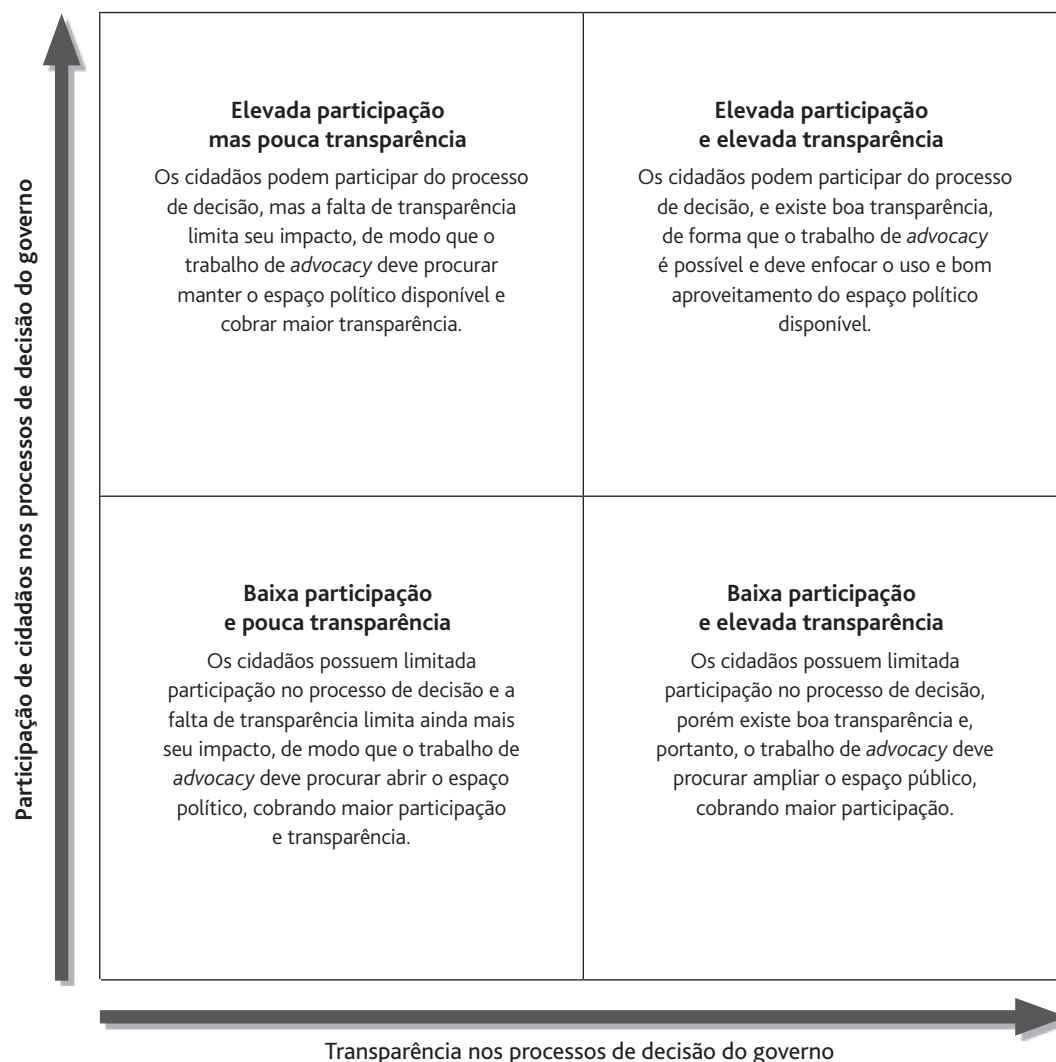 Participação de cidadãos nos processos de decisão do governo
Elevada participação
mas pouca transparência
Os cidadãos podem participar do processo
de decisão, mas a falta de transparência
limita seu impacto, de modo que o
trabalho de advocacy deve procurar
manter o espaço político disponível e
cobrar maior transparência.
Elevada participação
e elevada transparência
Os cidadãos podem participar do processo
de decisão, e existe boa transparência,
de forma que o trabalho de advocacy
é possível e deve enfocar o uso e bom
aproveitamento do espaço político
disponível.
Baixa participação
e pouca transparência
Os cidadãos possuem limitada
participação no processo de decisão e a
falta de transparência limita ainda mais
seu impacto, de modo que o trabalho de
advocacy deve procurar abrir o espaço
político, cobrando maior participação
e transparência.
Baixa participação
e elevada transparência
Os cidadãos possuem limitada
participação no processo de decisão,
porém existe boa transparência e,
portanto, o trabalho de advocacy deve
procurar ampliar o espaço público,
cobrando maior participação.
Transparência nos processos de decisão do governo